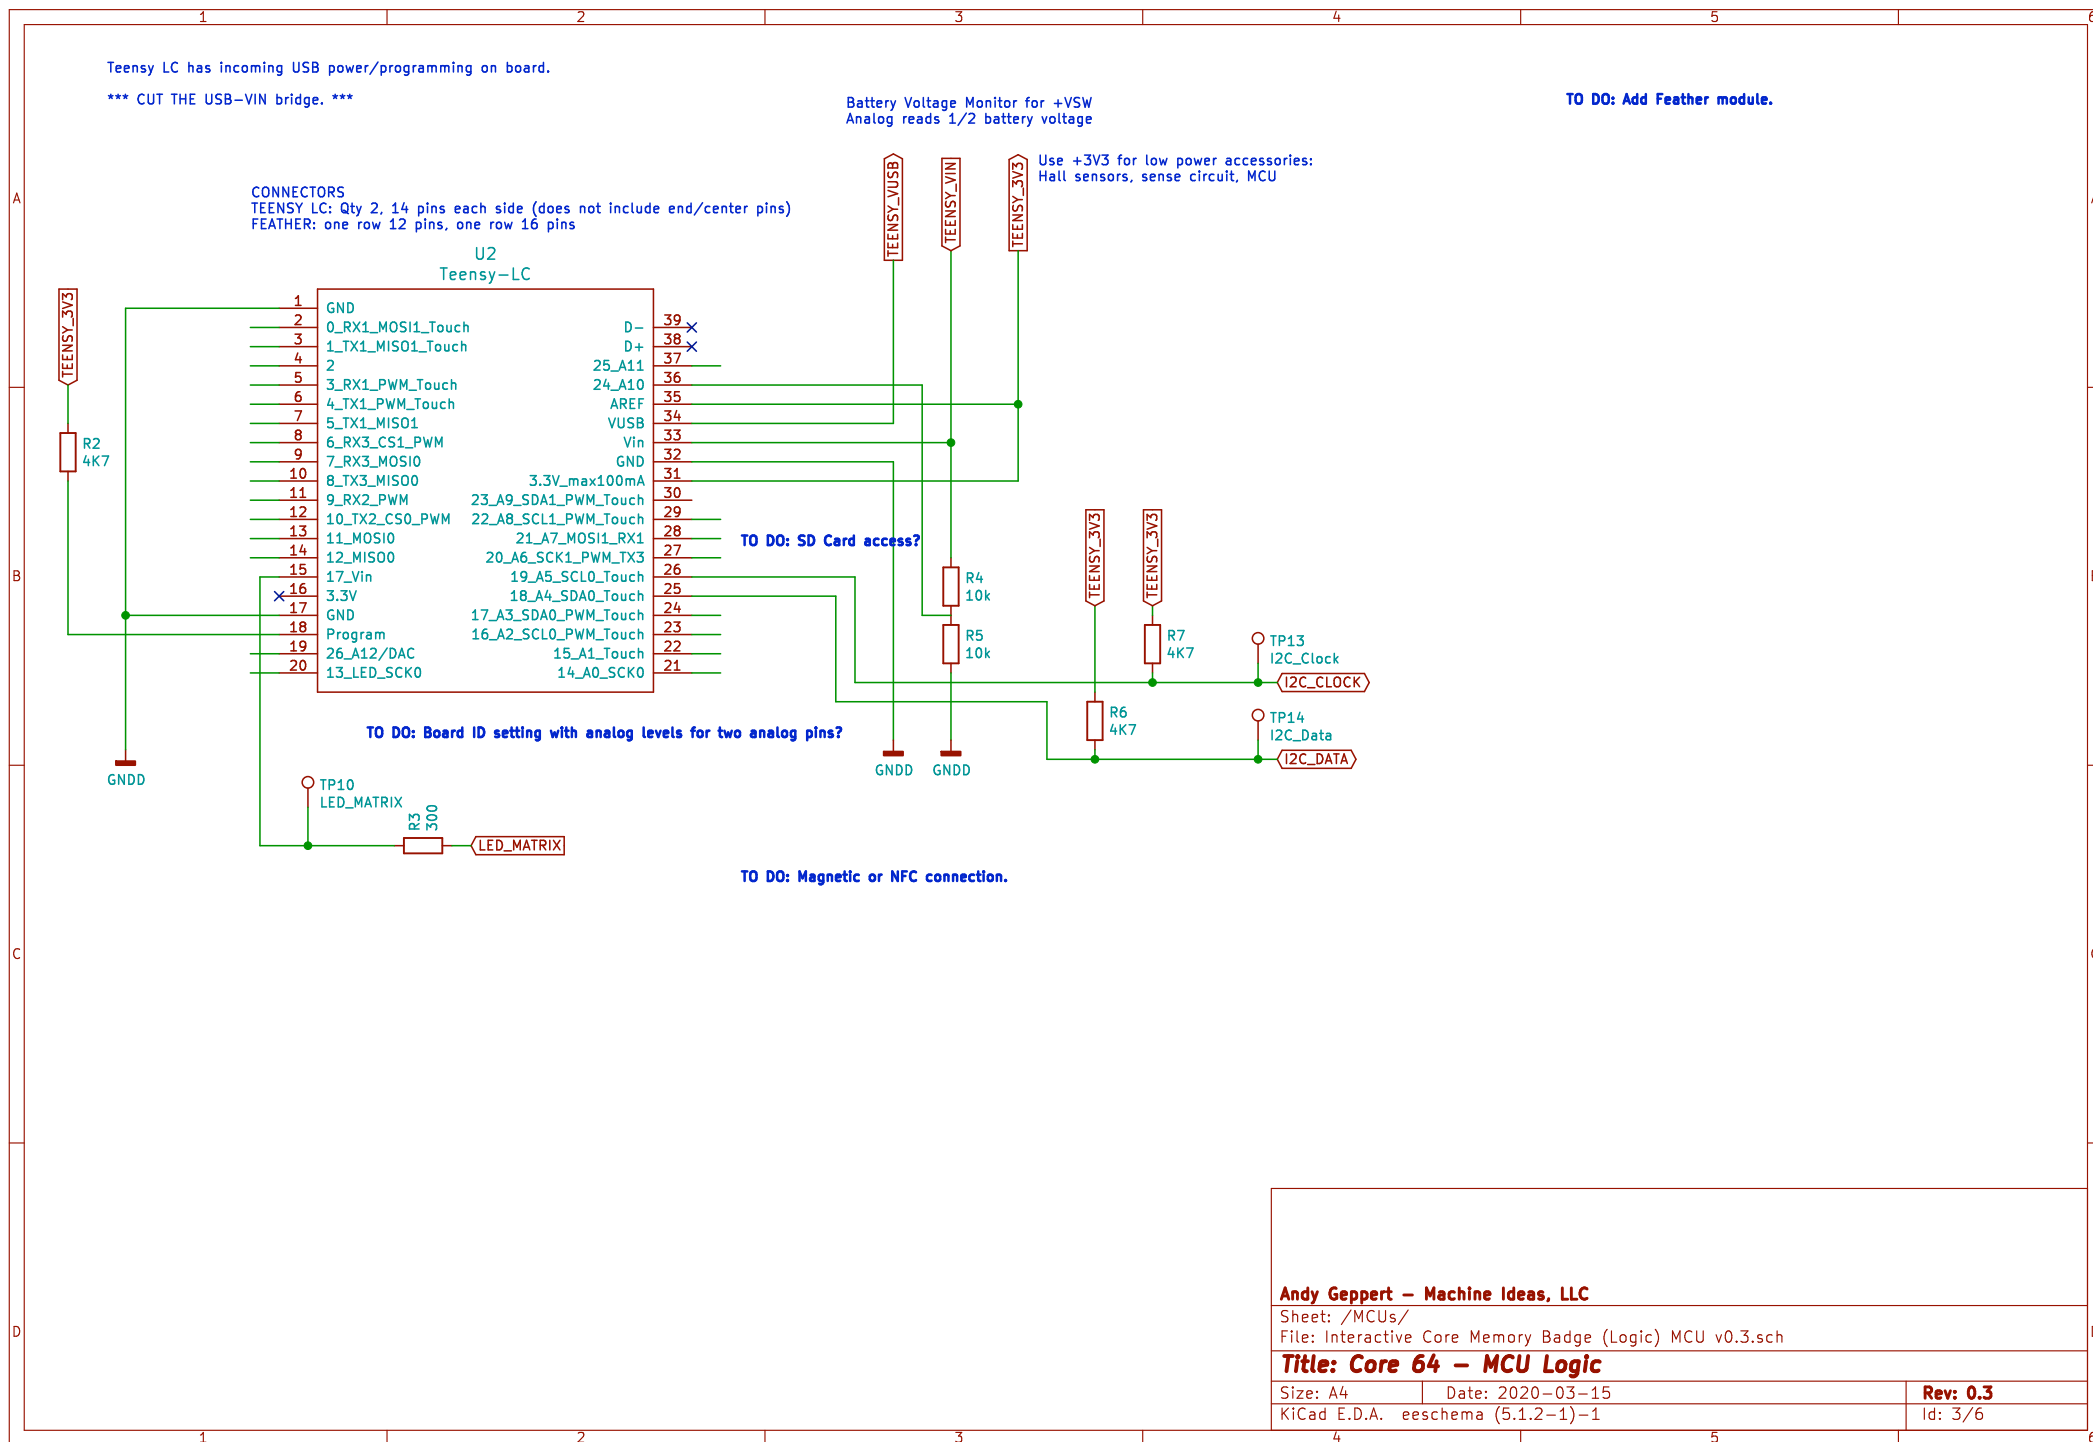 1 2 3 4 5 6
Teensy LC has incoming USB power/programming on board.
*** CUT THE USB-VIN bridge. ***
Battery Voltage Monitor for +VSW
Analog reads 1/2 battery voltage
TO DO: Add Feather module.
Use +3V3 for low power accessories:
Hall sensors, sense circuit, MCU
TEENSY_VUSB
TEENSY_VIN
TEENSY_3V3
A
CONNECTORS
TEENSY LC: Qty 2, 14 pins each side (does not include end/center pins)
FEATHER: one row 12 pins, one row 16 pins
U2
Teensy-LC
TEENSY_3V3
R2
4K7
1 GND
2 0_RX1_MOSI1_Touch
3 1_TX1_MISO1_Touch
4 2
5 3_RX1_PWM_Touch
6 4_TX1_PWM_Touch
7 5_TX1_MISO1
8 6_RX3_CS1_PWM
9 7_RX3_MOSI0
10 8_TX3_MISO0
11 9_RX2_PWM
12 10_TX2_CS0_PWM
13 11_MOSI0
14 12_MISO0
15 17_Vin
16 3.3V
17 GND
18 Program
19 26_A12/DAC
20 13_LED_SCK0
D- 39
D+ 38
25_A11 37
24_A10 36
AREF 35
VUSB 34
Vin 33
GND 32
3.3V_max100mA 31
23_A9_SDA1_PWM_Touch 30
22_A8_SCL1_PWM_Touch 29
21_A7_MOSI1_RX1 28
20_A6_SCK1_PWM_TX3 27
19_A5_SCL0_Touch 26
18_A4_SDA0_Touch 25
17_A3_SDA0_PWM_Touch 24
16_A2_SCL0_PWM_Touch 23
15_A1_Touch 22
14_A0_SCK0 21
TO DO: SD Card access?
B
R4
10k
R5
10k
TEENSY_3V3
TEENSY_3V3
R7
4K7
TP13
I2C_Clock
I2C_CLOCK
R6
4K7
TP14
I2C_Data
I2C_DATA
TO DO: Board ID setting with analog levels for two analog pins?
GNDD
GNDD
GNDD
TP10
LED_MATRIX
R3
300
LED_MATRIX
TO DO: Magnetic or NFC connection.
C
D
Andy Geppert - Machine Ideas, LLC
Sheet: /MCUs/
File: Interactive Core Memory Badge (Logic) MCU v0.3.sch
Title: Core 64 - MCU Logic
Size: A4 Date: 2020-03-15 Rev: 0.3
KiCad E.D.A. eeschema (5.1.2-1)-1 Id: 3/6
1 2 3 4 5 6